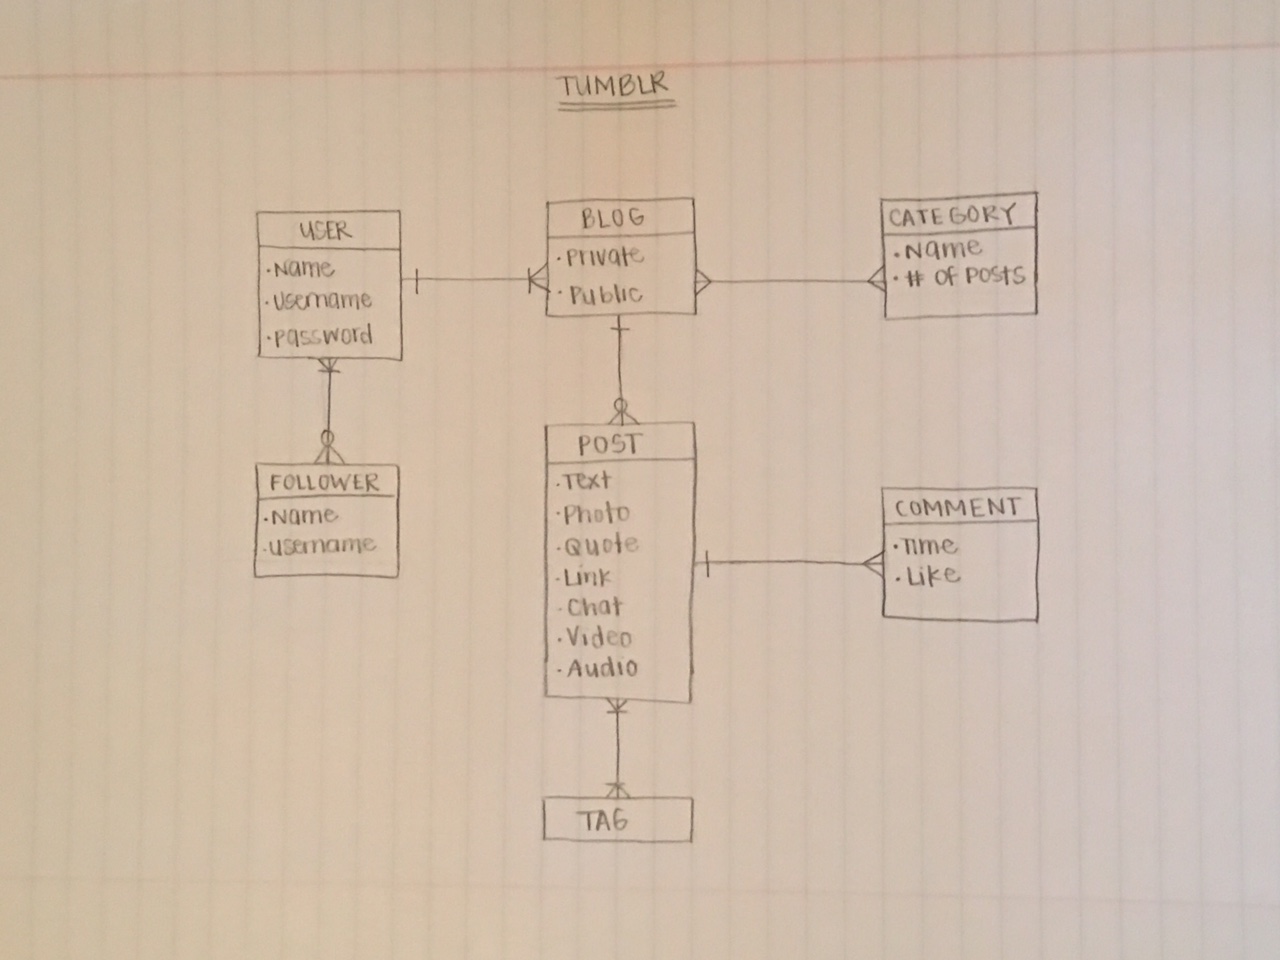 TUMBLR
USER
·Name
·Username
·Password
BLOG
·Private
·Public
CATEGORY
·Name
·# OF POSTS
FOLLOWER
·Name
·username
POST
·Text
·Photo
·Quote
·Link
·Chat
·Video
·Audio
COMMENT
·Time
·Like
TAG